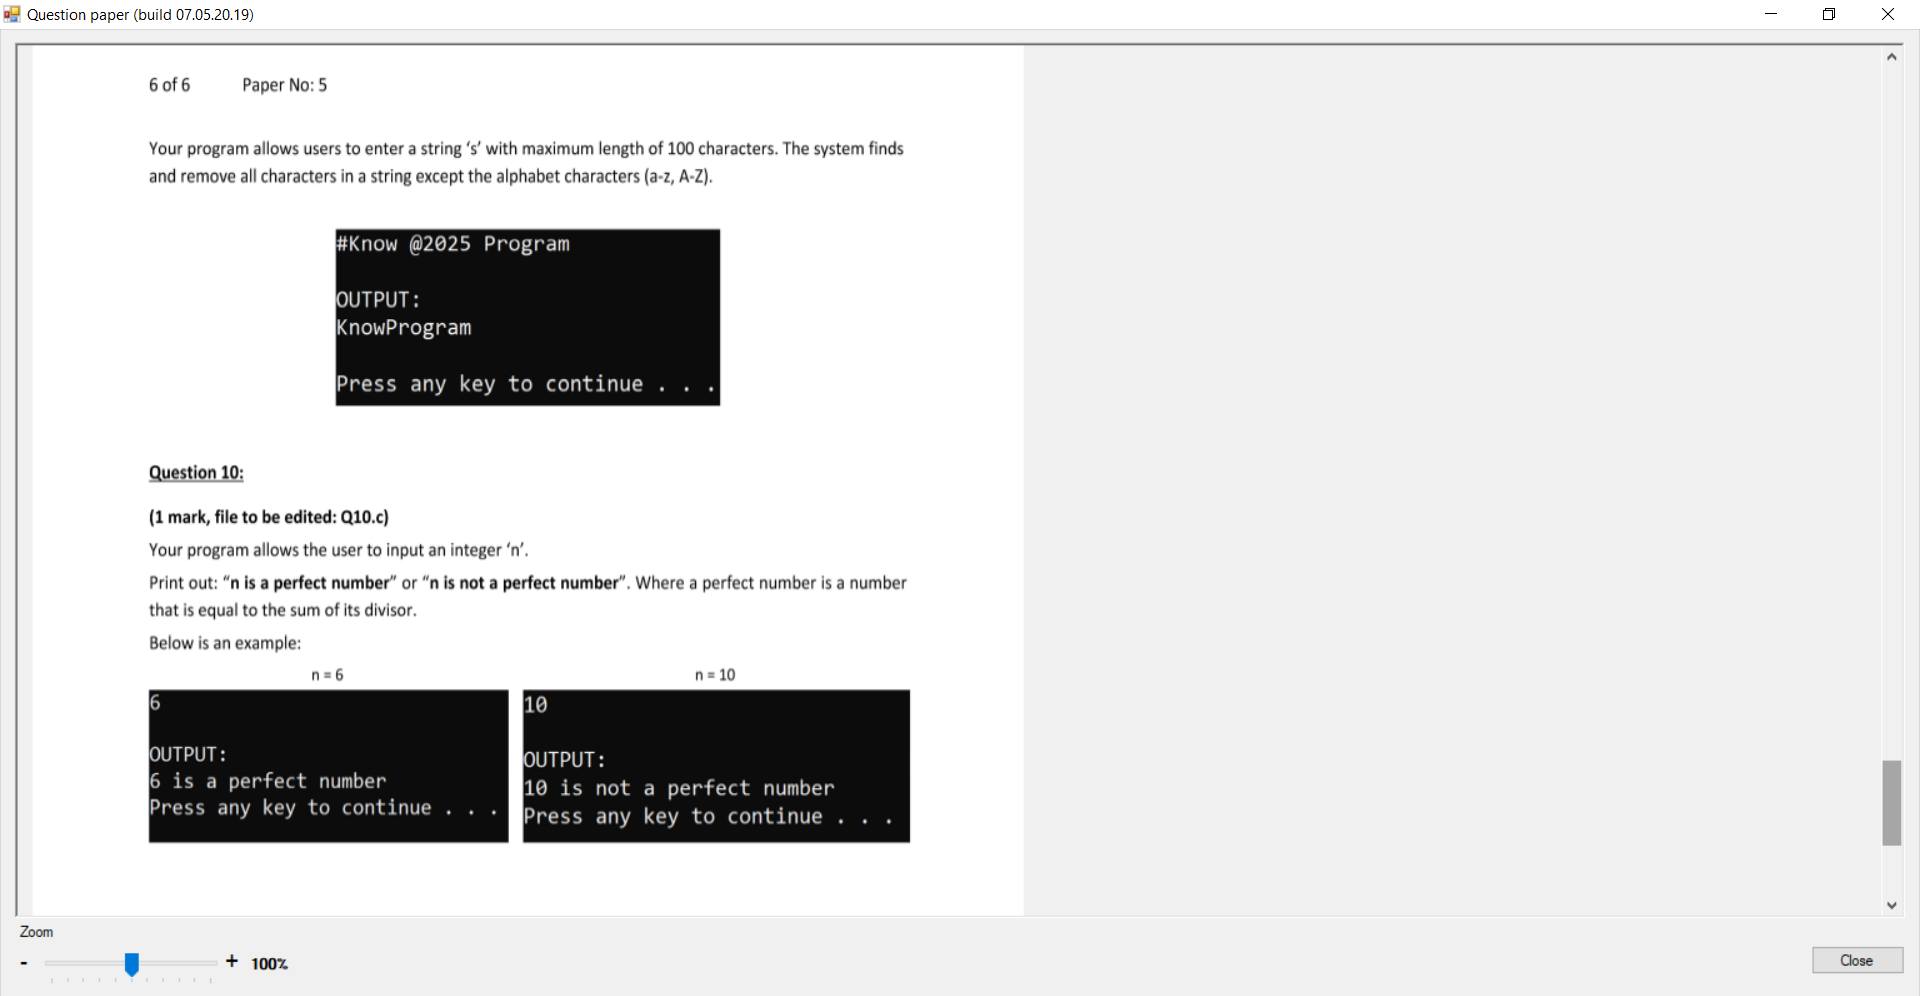 Question paper (build 07.05.20.19)
6 of 6 Paper No: 5
Your program allows users to enter a string ‘s’ with maximum length of 100 characters. The system finds
and remove all characters in a string except the alphabet characters (a-z, A-Z).
#Know @2025 Program
OUTPUT:
KnowProgram
Press any key to continue . . .
Question 10:
(1 mark, file to be edited: Q10.c)
Your program allows the user to input an integer ‘n’.
Print out: “n is a perfect number” or “n is not a perfect number”. Where a perfect number is a number
that is equal to the sum of its divisor.
Below is an example:
n = 6
n = 10
6
OUTPUT:
6 is a perfect number
Press any key to continue . . .
10
OUTPUT:
10 is not a perfect number
Press any key to continue . . .
Zoom
- + 100%
Close